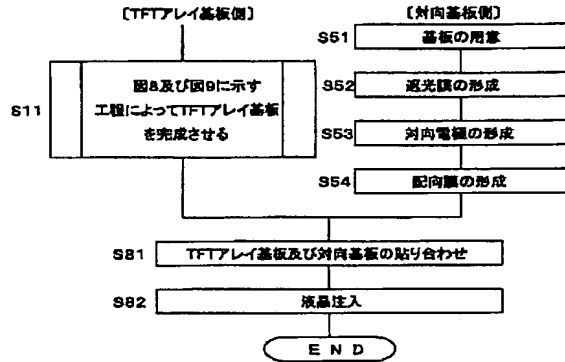 [TFTアレイ基板側]
S11
図8及び図9に示す
工程によってTFTアレイ基板
を完成させる
[対向基板側]
S51
基板の用意
S52
遮光膜の形成
S53
対向電極の形成
S54
配向膜の形成
S81
TFTアレイ基板及び対向基板の貼り合わせ
S82
液晶注入
END